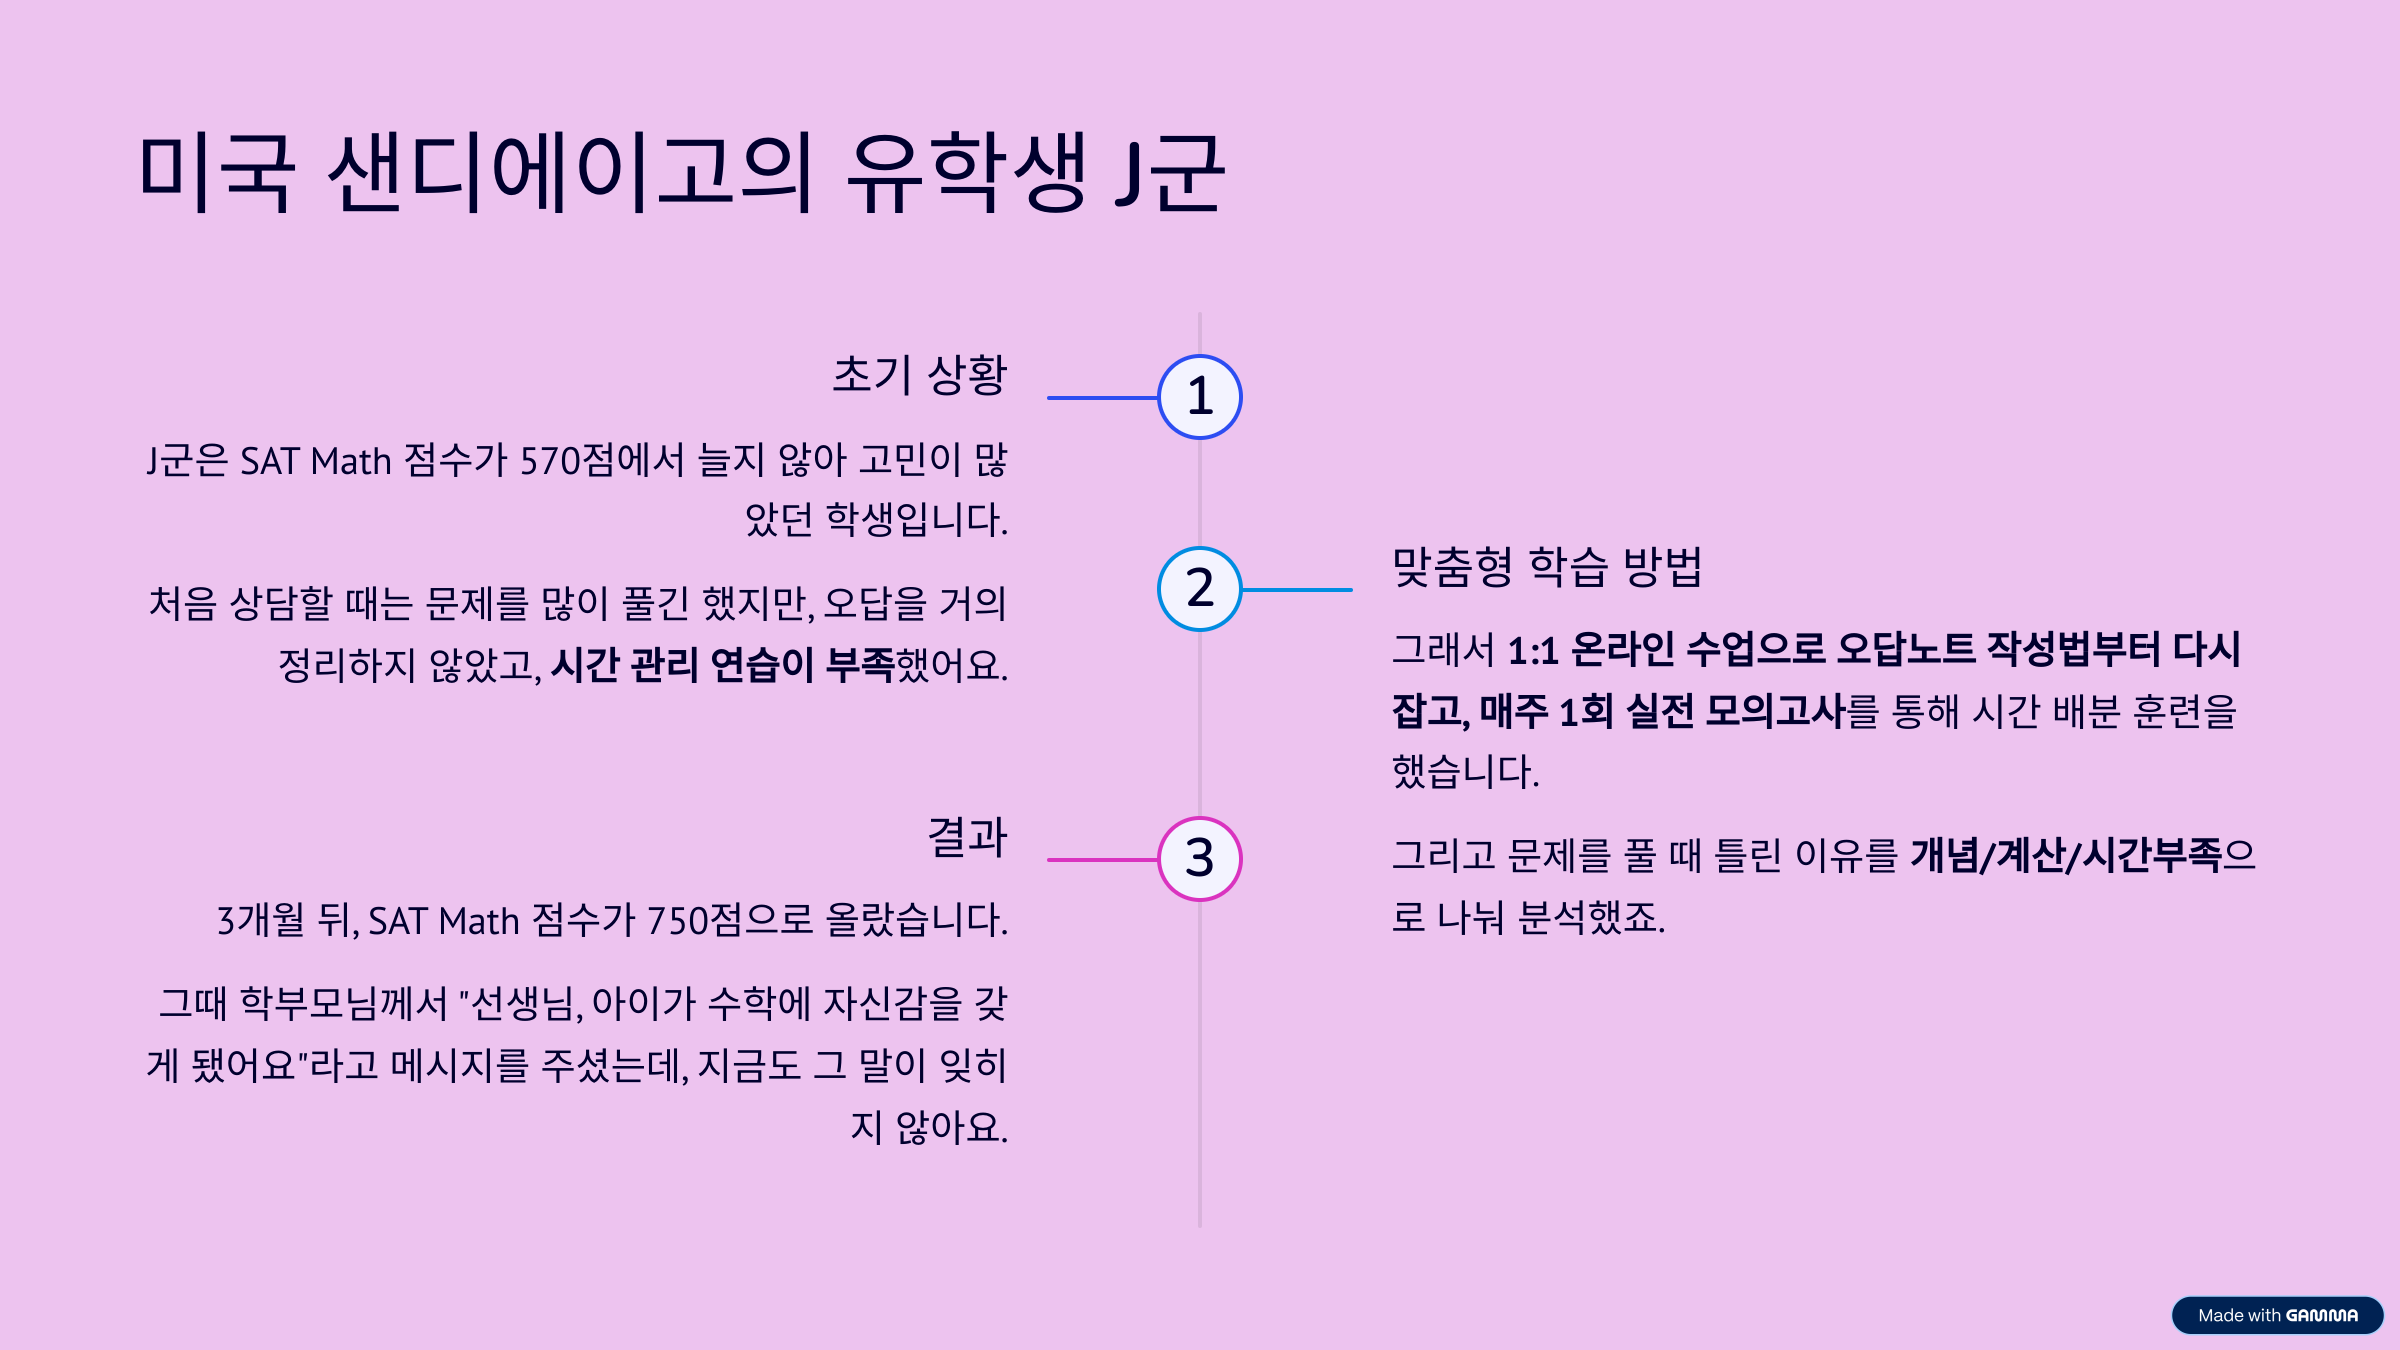 미국 샌디에이고의 유학생 J군
초기 상황
1
J군은 SAT Math 점수가 570점에서 늘지 않아 고민이 많
았던 학생입니다.
처음 상담할 때는 문제를 많이 풀긴 했지만, 오답을 거의
정리하지 않았고, 시간 관리 연습이 부족했어요.
2
맞춤형 학습 방법
그래서 1:1 온라인 수업으로 오답노트 작성법부터 다시
잡고, 매주 1회 실전 모의고사를 통해 시간 배분 훈련을
했습니다.
그리고 문제를 풀 때 틀린 이유를 개념/계산/시간부족으
로 나눠 분석했죠.
결과
3
3개월 뒤, SAT Math 점수가 750점으로 올랐습니다.
그때 학부모님께서 "선생님, 아이가 수학에 자신감을 갖
게 됐어요"라고 메시지를 주셨는데, 지금도 그 말이 잊히
지 않아요.
Made with GAMMA